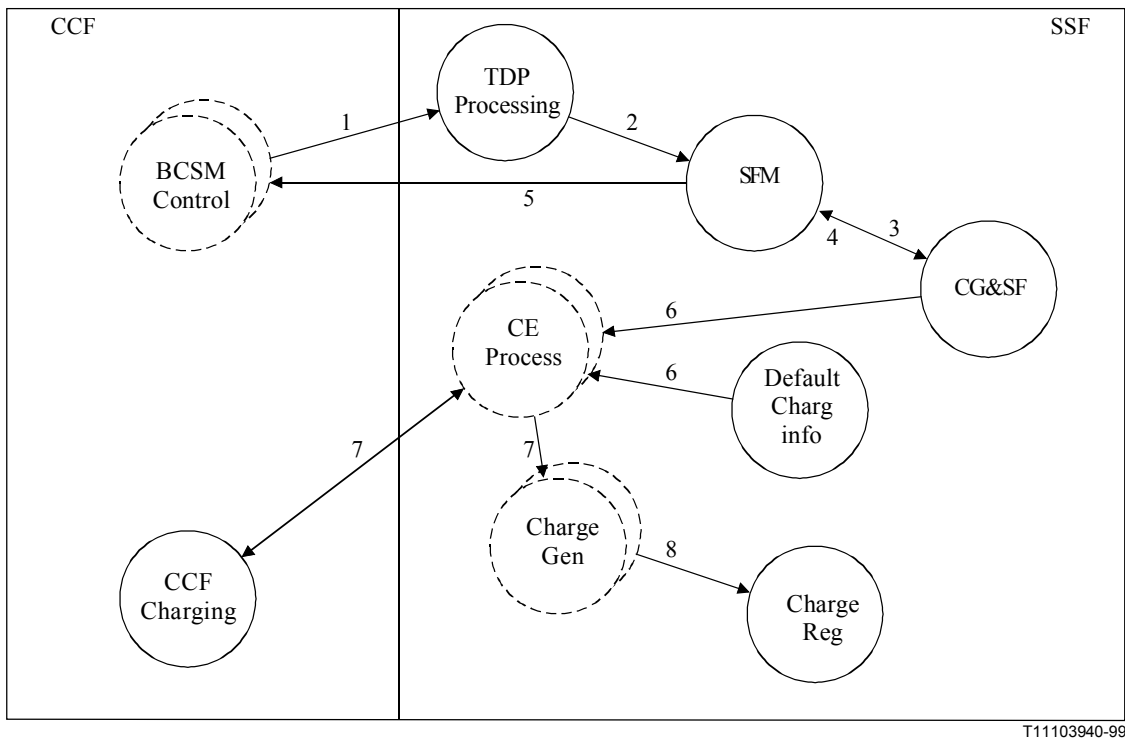 CCF
SSF
TDP
Processing
1
2
BCSM
Control
SFM
5
3
4
CG&SF
6
CE
Process
6
Default
Charg
info
7
7
Charge
Gen
8
CCF
Charging
Charge
Reg
T11103940-99